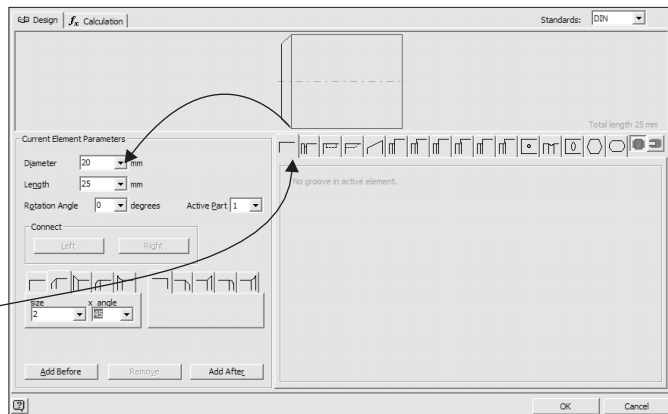 Design fx Calculation Standards: DIN
Total length 25 mm
Current Element Parameters
Diameter 20 mm
Length 25 mm
Rotation Angle 0 degrees Active Part 1
Connect
Left Right
size x angle
2
Add Before Remove After
No groove in active element.
OK Cancel